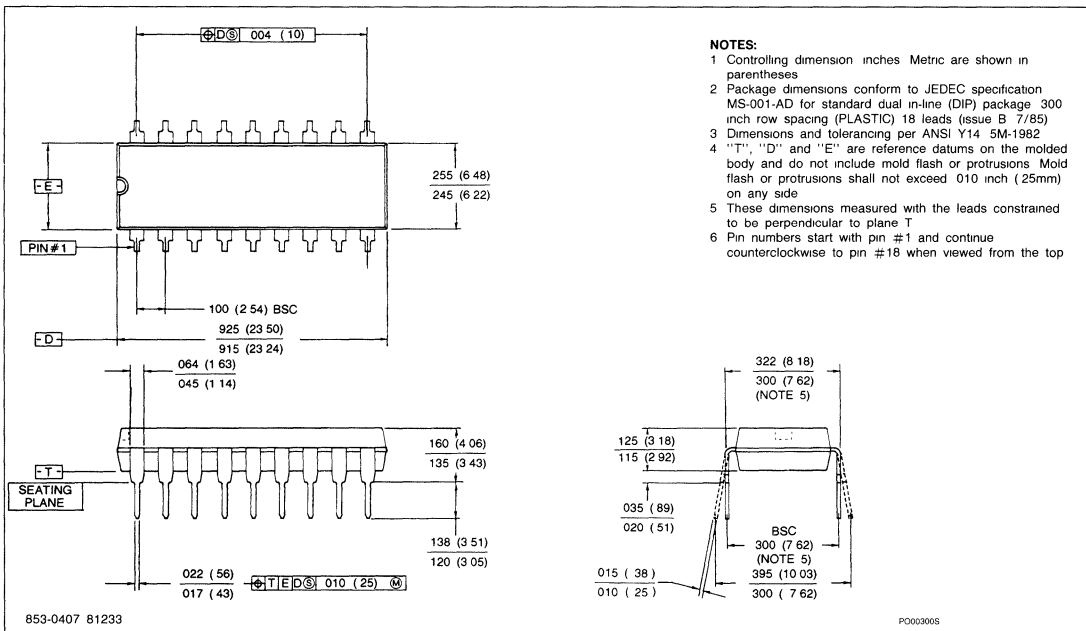 ⌖ D Ⓢ 004 ( 10)
- E -
255 (6 48)
245 (6 22)
PIN #1
100 (2 54) BSC
- D -
925 (23 50)
915 (23 24)
064 (1 63)
045 (1 14)
160 (4 06)
135 (3 43)
- T -
SEATING
PLANE
138 (3 51)
120 (3 05)
022 ( 56)
017 ( 43)
⌖ T E D Ⓢ 010 ( 25) Ⓜ
853-0407 81233
NOTES:
1 Controlling dimension inches Metric are shown in
parentheses
2 Package dimensions conform to JEDEC specification
MS-001-AD for standard dual in-line (DIP) package 300
inch row spacing (PLASTIC) 18 leads (issue B 7/85)
3 Dimensions and tolerancing per ANSI Y14 5M-1982
4 "T", "D" and "E" are reference datums on the molded
body and do not include mold flash or protrusions Mold
flash or protrusions shall not exceed 010 inch ( 25mm)
on any side
5 These dimensions measured with the leads constrained
to be perpendicular to plane T
6 Pin numbers start with pin #1 and continue
counterclockwise to pin #18 when viewed from the top
322 (8 18)
300 (7 62)
(NOTE 5)
125 (3 18)
115 (2 92)
035 ( 89)
020 ( 51)
BSC
300 (7 62)
(NOTE 5)
015 ( 38)
010 ( 25)
395 (10 03)
300 ( 7 62)
PO00300S